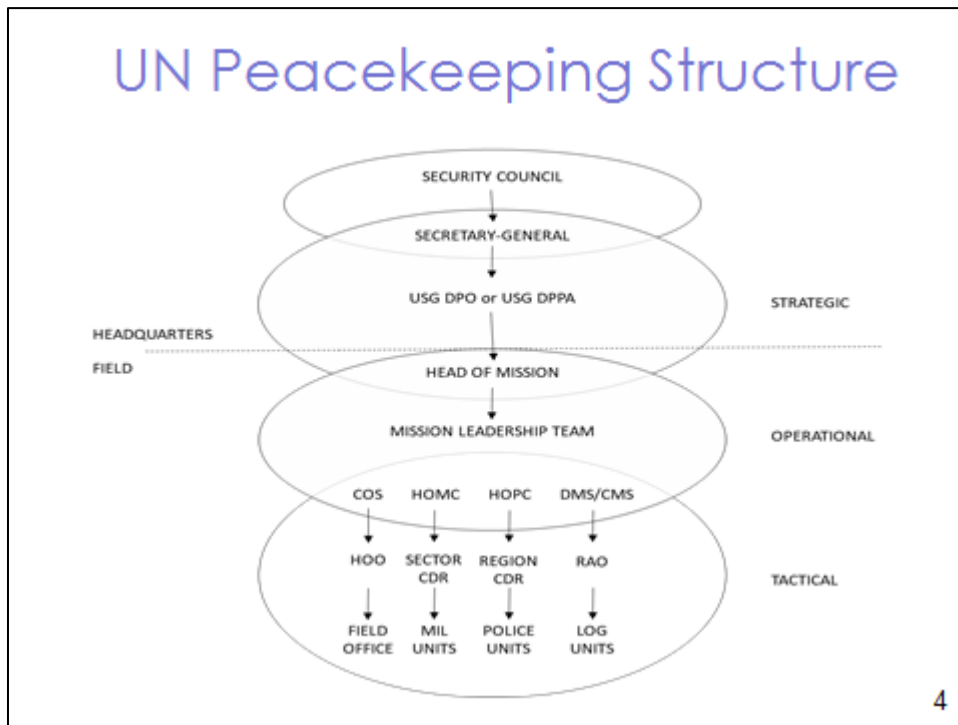 UN Peacekeeping Structure
SECURITY COUNCIL
SECRETARY-GENERAL
USG DPO or USG DPPA
STRATEGIC
HEADQUARTERS
FIELD
HEAD OF MISSION
MISSION LEADERSHIP TEAM
OPERATIONAL
COS HOMC HOPC DMS/CMS
HOO SECTOR CDR REGION CDR RAO
TACTICAL
FIELD OFFICE MIL UNITS POLICE UNITS LOG UNITS
4